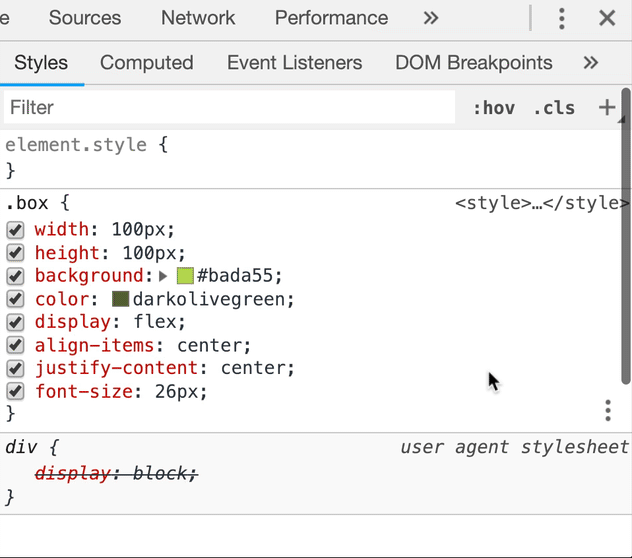 e Sources Network Performance »
Styles Computed Event Listeners DOM Breakpoints »
Filter :hov .cls +
element.style {
}
.box { <style>…</style>
width: 100px;
height: 100px;
background: #bada55;
color: darkolivegreen;
display: flex;
align-items: center;
justify-content: center;
font-size: 26px;
}
div { user agent stylesheet
display: block;
}